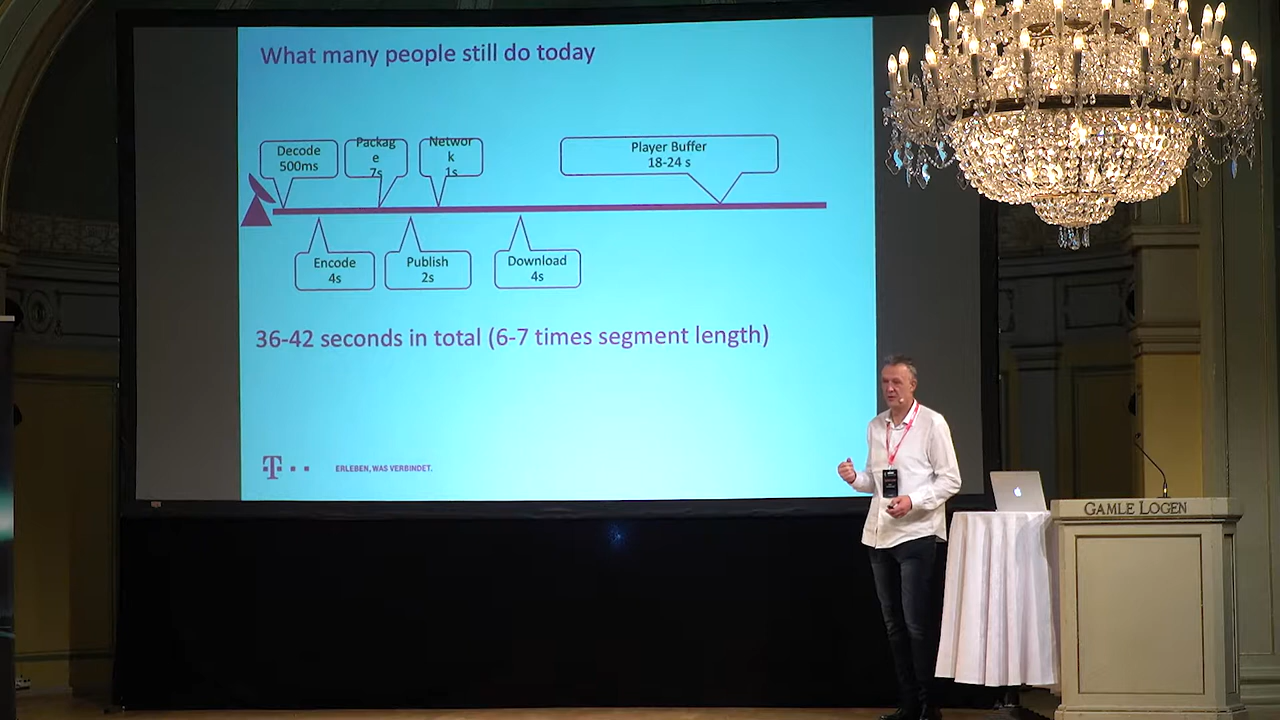 What many people still do today
Decode
500ms
Packag
e
7s
Networ
k
1s
Player Buffer
18-24 s
Encode
4s
Publish
2s
Download
4s
36-42 seconds in total (6-7 times segment length)
T
ERLEBEN, WAS VERBINDET.
GAMLE LOGEN